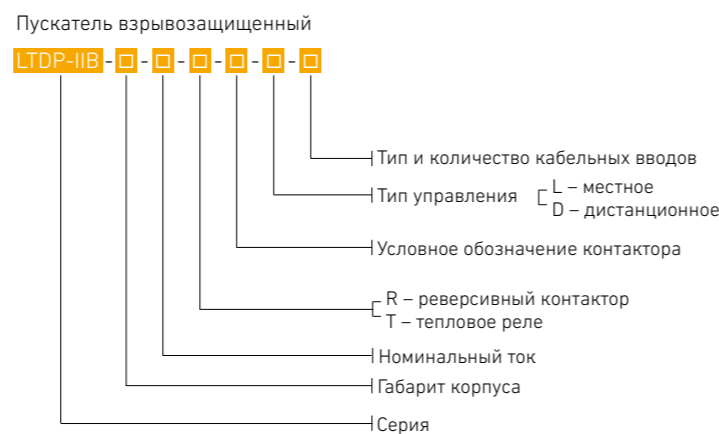 Пускатель взрывозащищенный
LTDP-IIB-□-□-□-□-□-□
Тип и количество кабельных вводов
Тип управления
L – местное
D – дистанционное
Условное обозначение контактора
R – реверсивный контактор
T – тепловое реле
Номинальный ток
Габарит корпуса
Серия